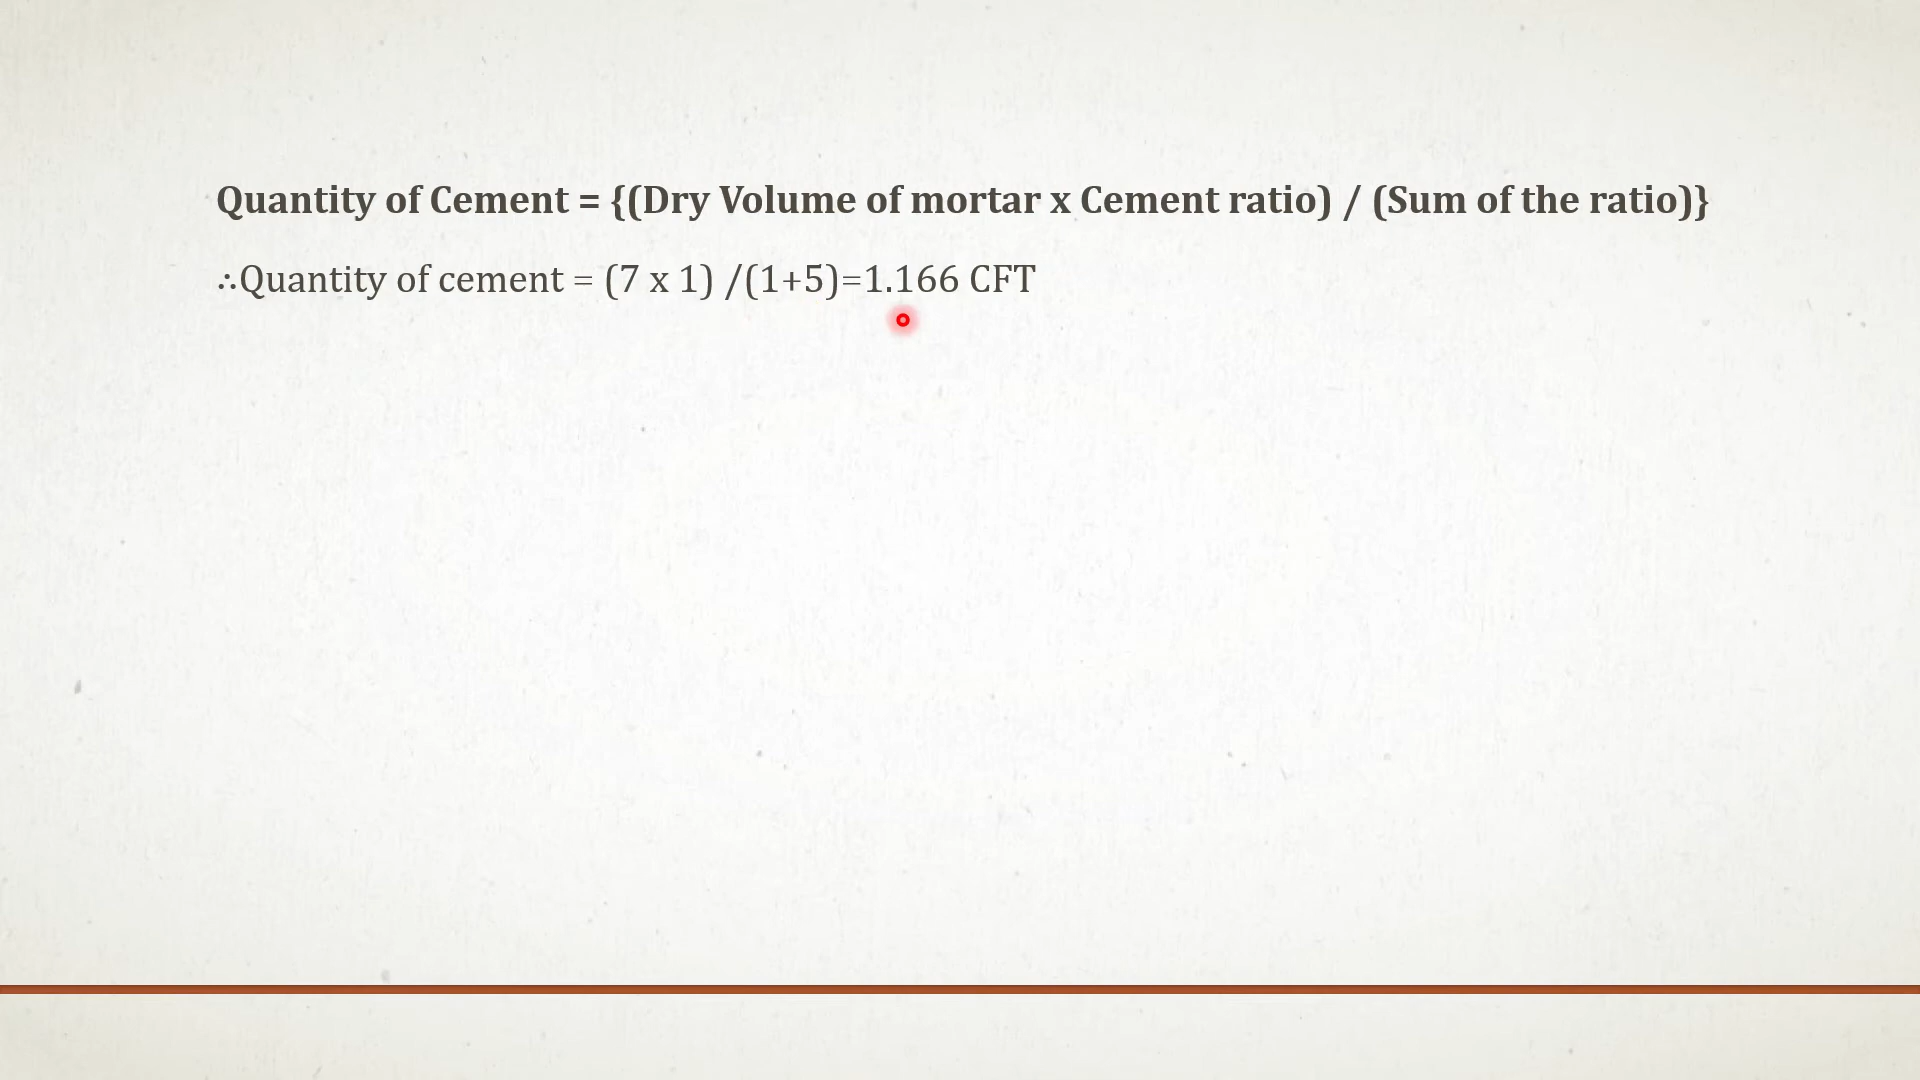 Quantity of Cement = {(Dry Volume of mortar x Cement ratio) / (Sum of the ratio)}
∴Quantity of cement = (7 x 1) /(1+5)=1.166 CFT